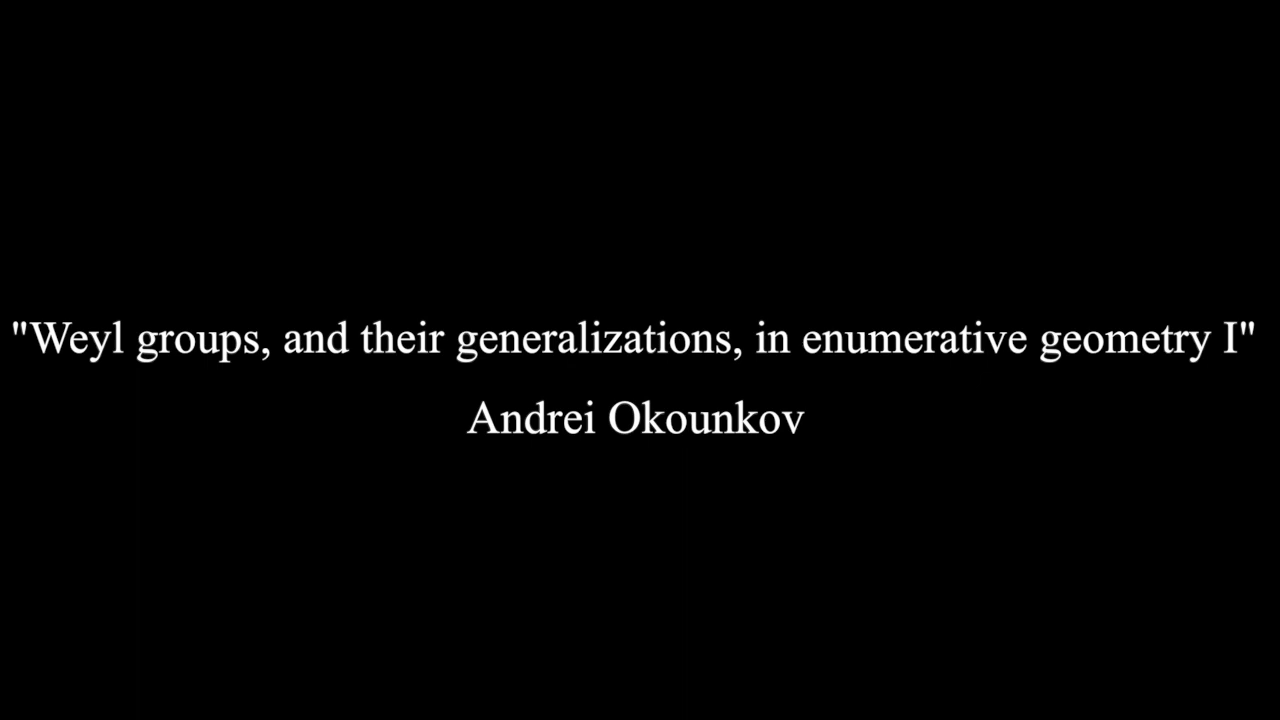 "Weyl groups, and their generalizations, in enumerative geometry I"
Andrei Okounkov